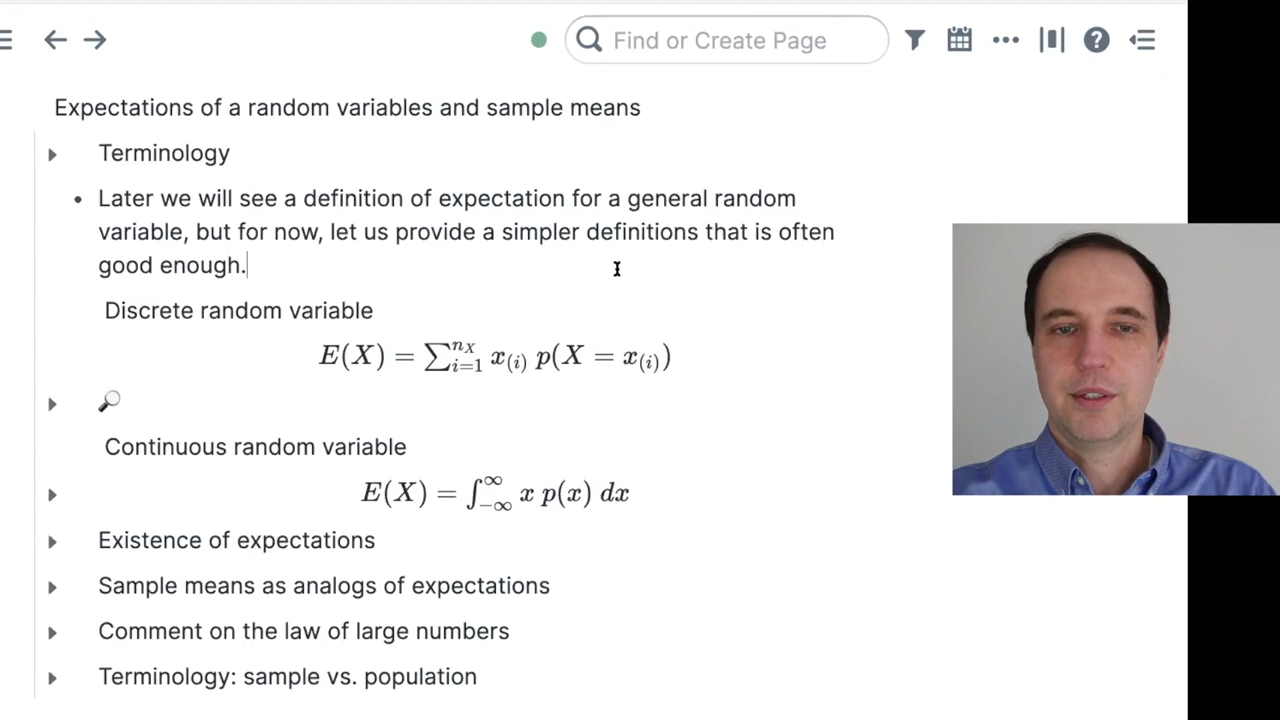 Find or Create Page
Expectations of a random variables and sample means
Terminology
Later we will see a definition of expectation for a general random
variable, but for now, let us provide a simpler definitions that is often
good enough.
Discrete random variable
E(X) = ∑_{i=1}^{n_X} x_{(i)} p(X = x_{(i)})
Continuous random variable
E(X) = ∫_{-∞}^{∞} x p(x) dx
Existence of expectations
Sample means as analogs of expectations
Comment on the law of large numbers
Terminology: sample vs. population